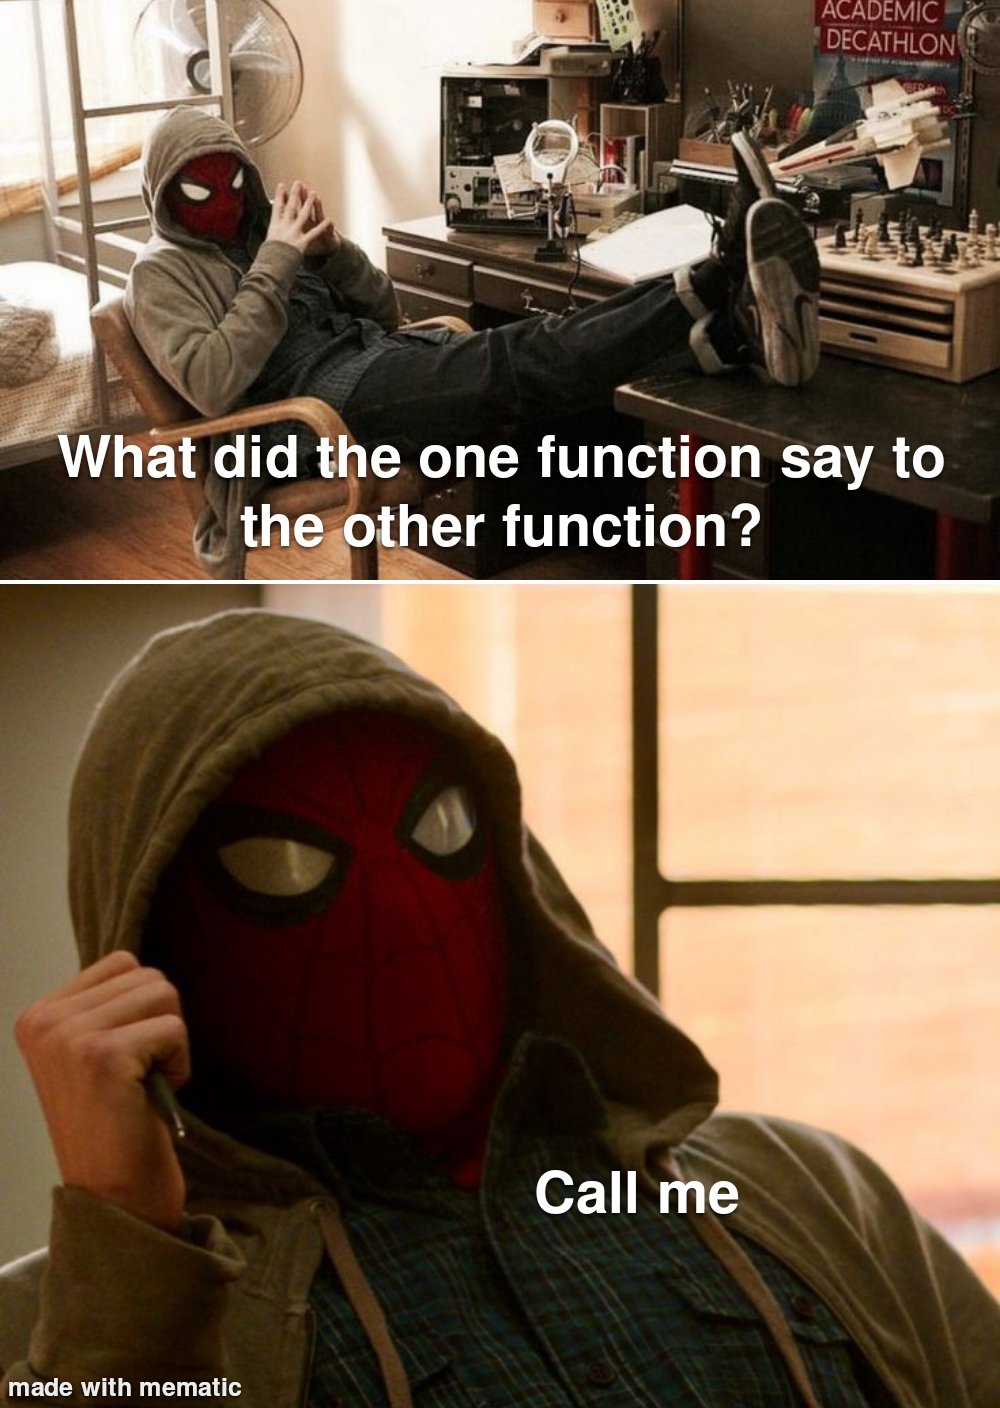 ACADEMIC
DECATHLON
What did the one function say to
the other function?
Call me
made with mematic